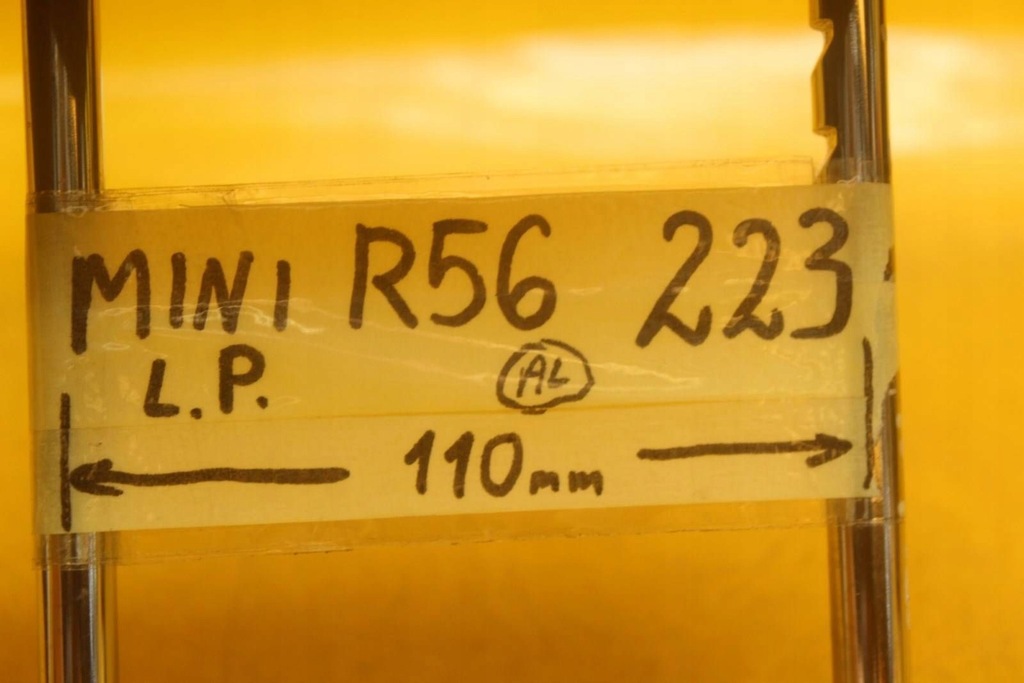 MINI R56 223
L.P. AL
110mm